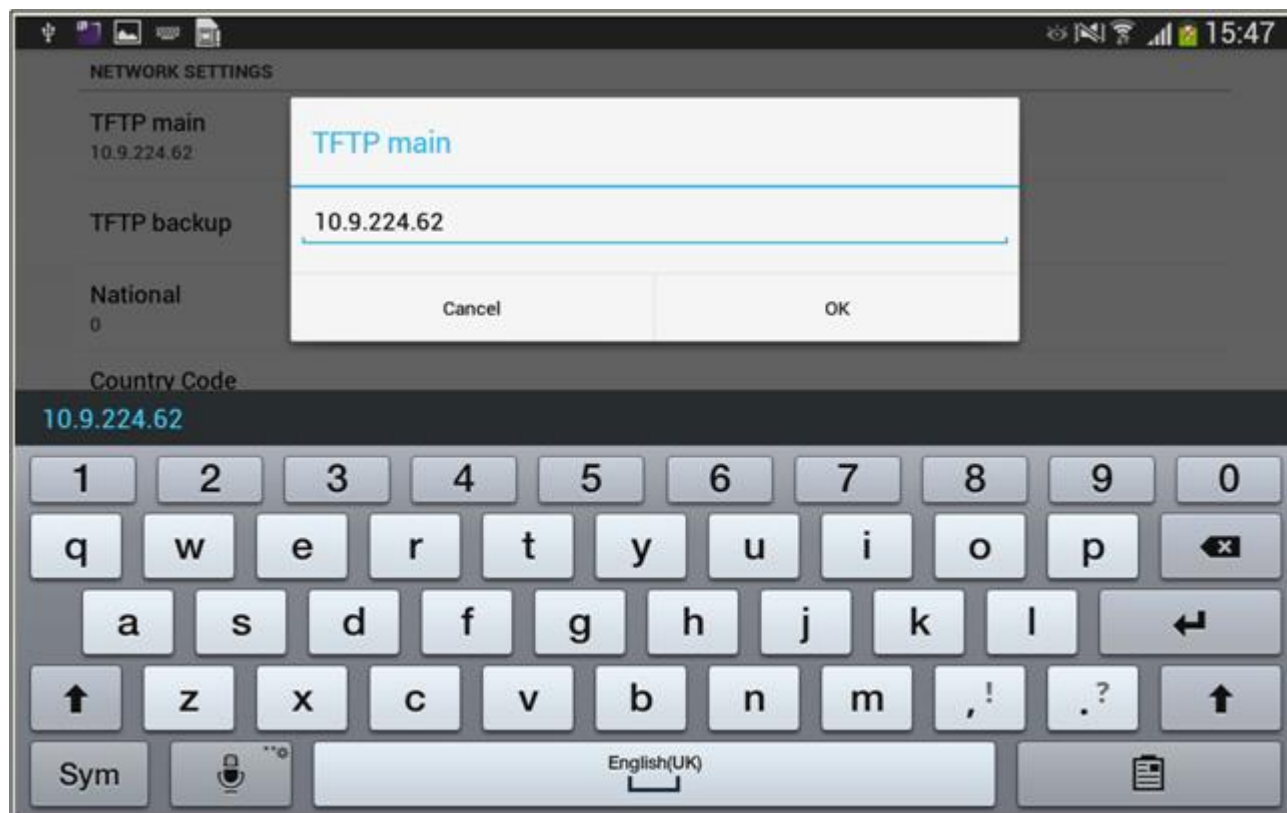 15:47
NETWORK SETTINGS
TFTP main
10.9.224.62
TFTP backup
National
0
Country Code
TFTP main
10.9.224.62
Cancel OK
10.9.224.62
1 2 3 4 5 6 7 8 9 0
q w e r t y u i o p
a s d f g h j k l
z x c v b n m , ! . ?
Sym English(UK)